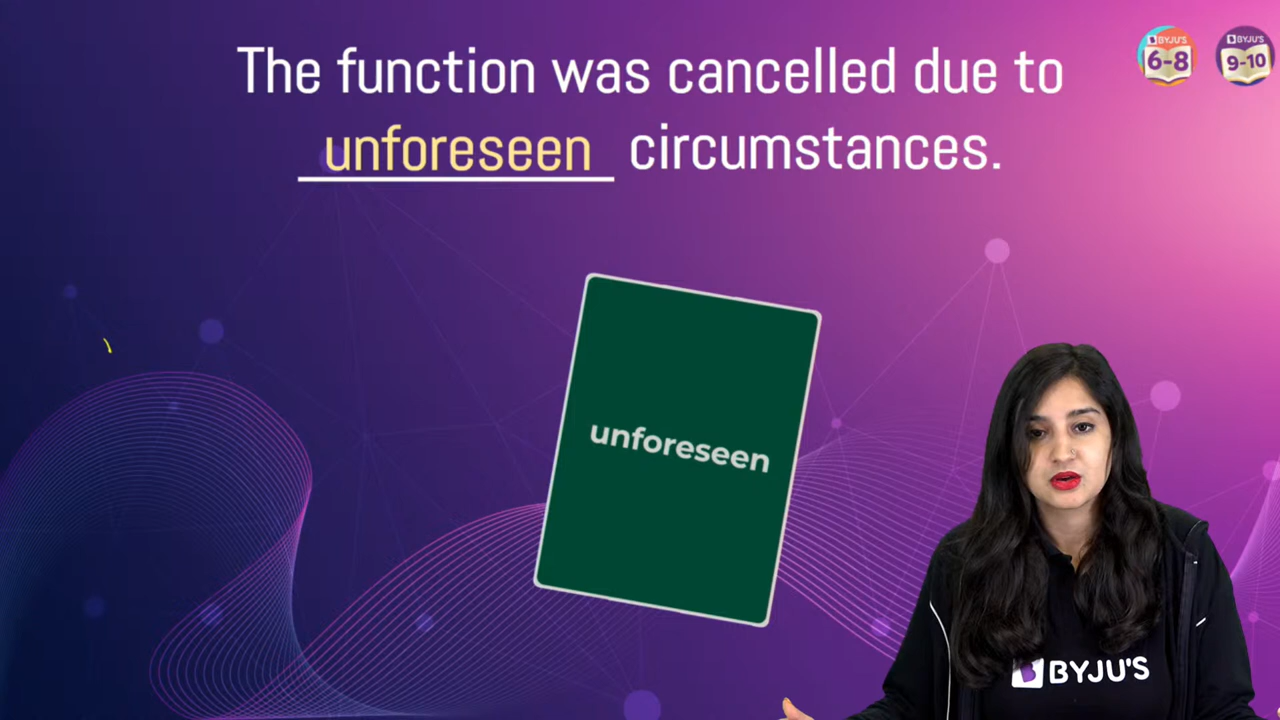 The function was cancelled due to
unforeseen circumstances.
BYJU'S
6-8
BYJU'S
9-10
unforeseen
BYJU'S